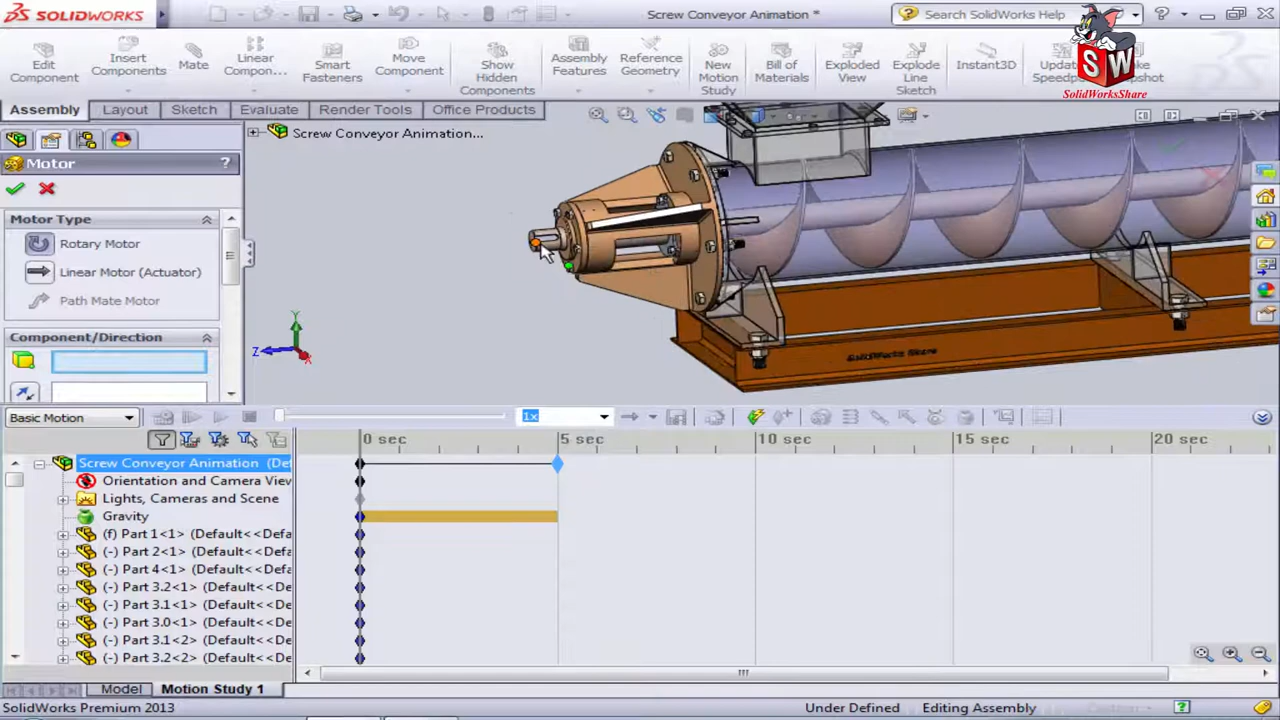 SOLIDWORKS
Screw Conveyor Animation *
Search SolidWorks Help
Edit Component
Insert Components
Mate
Linear Compon...
Smart Fasteners
Move Component
Show Hidden Components
Assembly Features
Reference Geometry
New Motion Study
Bill of Materials
Exploded View
Explode Line Sketch
Instant3D
SW
SolidWorksShare
Assembly
Layout
Sketch
Evaluate
Render Tools
Office Products
Screw Conveyor Animation...
Motor
?
Motor Type
Rotary Motor
Linear Motor (Actuator)
Path Mate Motor
Component/Direction
Y
Z
X
SolidWorks Share
Basic Motion
1x
0 sec
5 sec
10 sec
15 sec
20 sec
Screw Conveyor Animation (Def
Orientation and Camera View
Lights, Cameras and Scene
Gravity
(f) Part 1<1> (Default<<Defa
(-) Part 2<1> (Default<<Defa
(-) Part 4<1> (Default<<Defa
(-) Part 3.2<1> (Default<<De
(-) Part 3.1<1> (Default<<De
(-) Part 3.0<1> (Default<<De
(-) Part 3.1<2> (Default<<De
(-) Part 3.2<2> (Default<<De
Model
Motion Study 1
SolidWorks Premium 2013
Under Defined
Editing Assembly